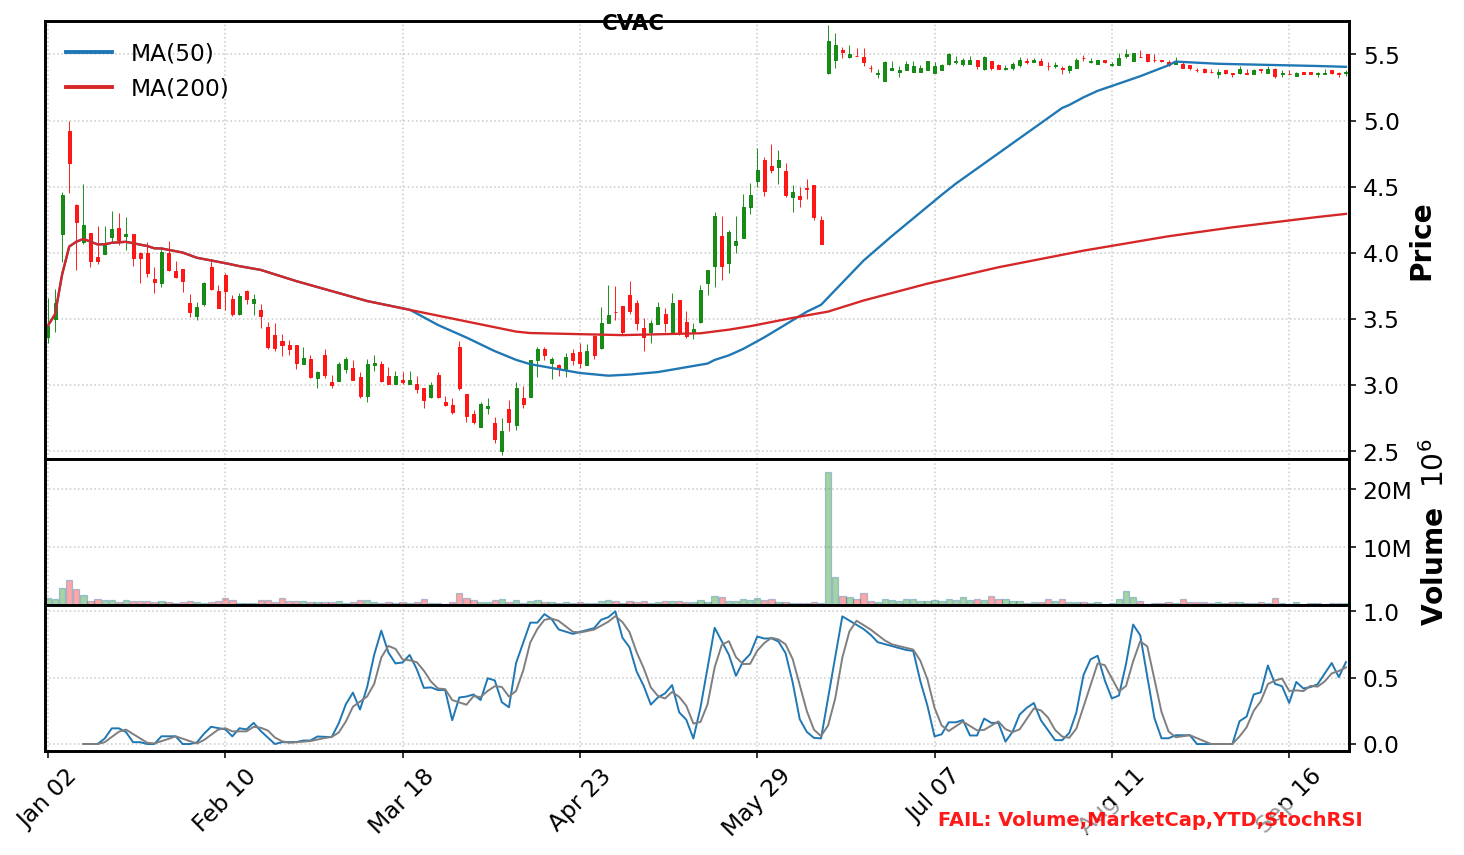 CVAC
MA(50)
MA(200)
5.5
5.0
4.5
4.0
3.5
3.0
2.5
Price
20M
10M
Volume 10⁶
1.0
0.5
0.0
Jan 02
Feb 10
Mar 18
Apr 23
May 29
Jul 07
Aug 11
Sep 16
FAIL: Volume,MarketCap,YTD,StochRSI